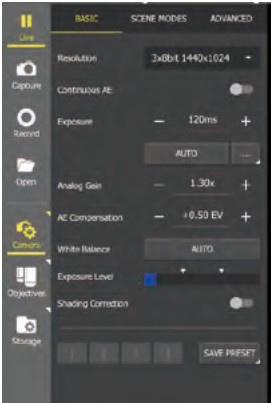 BASIC SCENE MODES ADVANCED
Live
Resolution 3x8bit 1440x1024
Capture
Continuous AE
Exposure − 120ms +
Record
AUTO ...
Open
Analog Gain − 1.30x +
AE Compensation − +0.50 EV +
Camera
White Balance AUTO
Exposure Level
Objectives
Shading Correction
Storage
SAVE PRESET